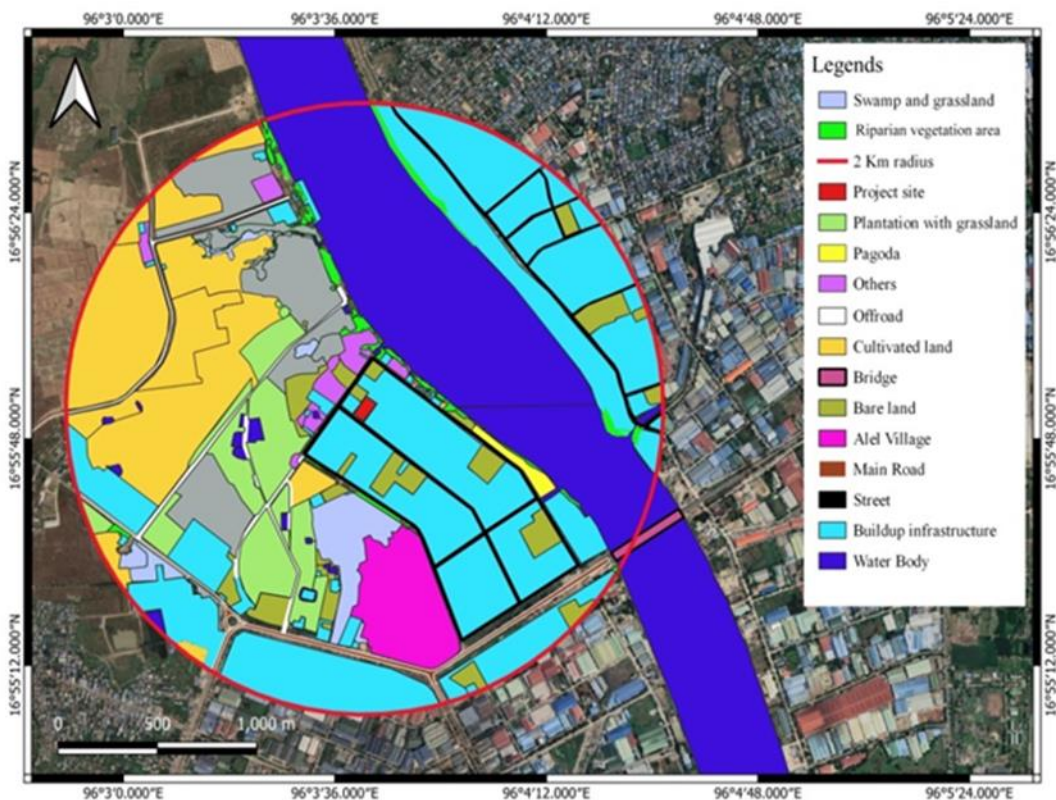 96°3'0.000"E 96°3'36.000"E 96°4'12.000"E 96°4'48.000"E 96°5'24.000"E
Legends
Swamp and grassland
Riparian vegetation area
2 Km radius
Project site
Plantation with grassland
Pagoda
Others
Offroad
Cultivated land
Bridge
Bare land
Alel Village
Main Road
Street
Buildup infrastructure
Water Body
16°56'24.000"N
16°55'48.000"N
16°55'12.000"N
16°56'24.000"N
16°55'48.000"N
16°55'12.000"N
0 500 1,000 m
96°3'0.000"E 96°3'36.000"E 96°4'12.000"E 96°4'48.000"E 96°5'24.000"E